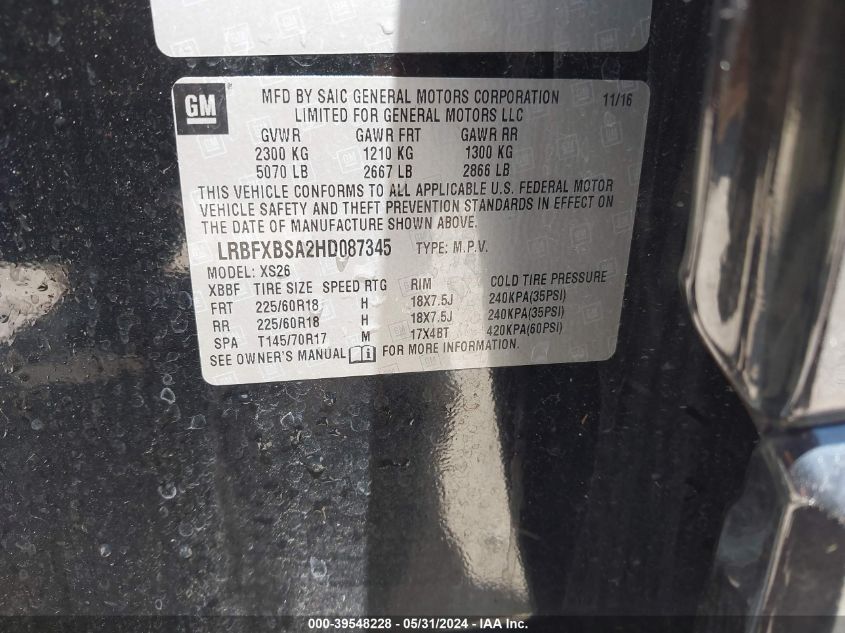 GM
MFD BY SAIC GENERAL MOTORS CORPORATION 11/16
LIMITED FOR GENERAL MOTORS LLC
GVWR GAWR FRT GAWR RR
2300 KG 1210 KG 1300 KG
5070 LB 2667 LB 2866 LB
THIS VEHICLE CONFORMS TO ALL APPLICABLE U.S. FEDERAL MOTOR
VEHICLE SAFETY AND THEFT PREVENTION STANDARDS IN EFFECT ON
THE DATE OF MANUFACTURE SHOWN ABOVE.
LRBFXBSA2HD087345 TYPE: M.P.V.
MODEL: XS26
XBBF TIRE SIZE SPEED RTG RIM COLD TIRE PRESSURE
FRT 225/60R18 H 18X7.5J 240KPA(35PSI)
RR 225/60R18 H 18X7.5J 240KPA(35PSI)
SPA T145/70R17 M 17X4BT 420KPA(60PSI)
SEE OWNER'S MANUAL FOR MORE INFORMATION.
000-39548228 - 05/31/2024 - IAA Inc.